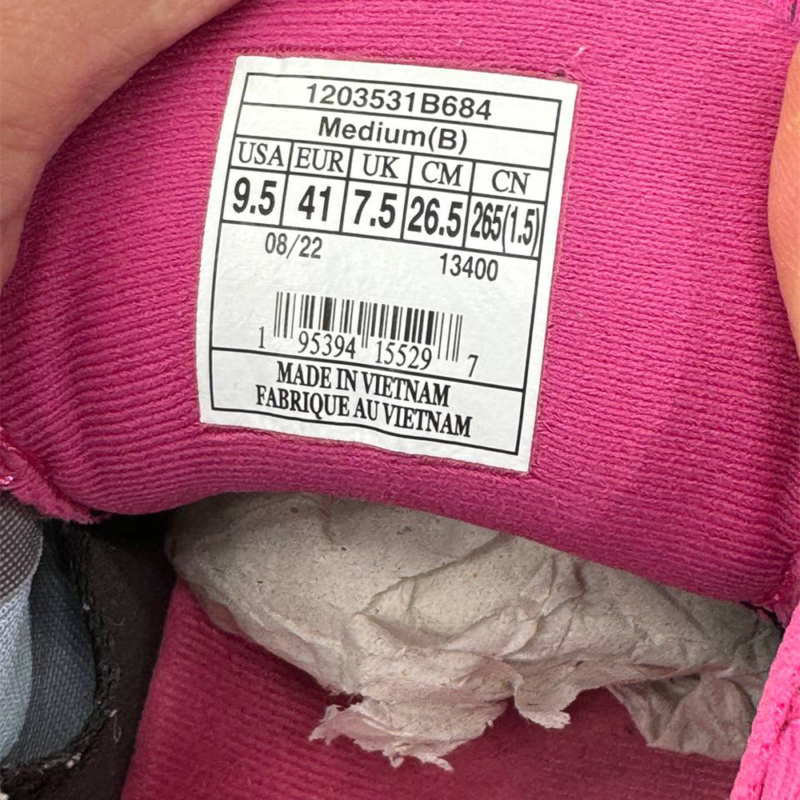 1203531B684
Medium(B)
USA EUR UK CM CN
9.5 41 7.5 26.5 265(1.5)
08/22
13400
1 95394 15529 7
MADE IN VIETNAM
FABRIQUE AU VIETNAM